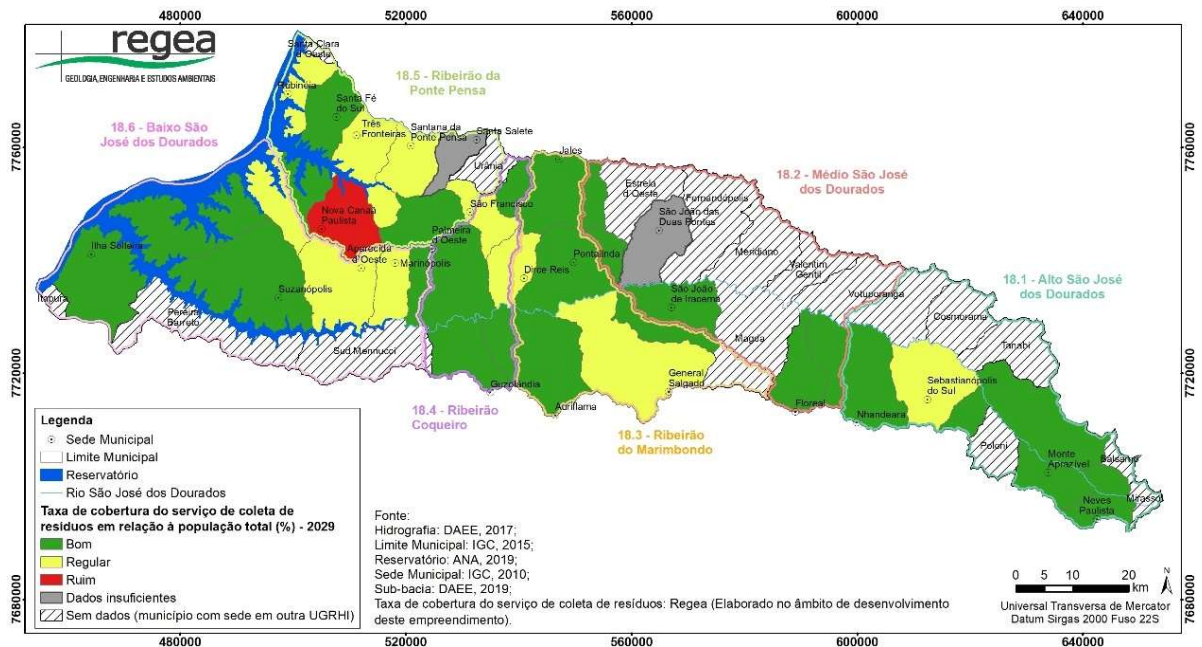 480000
520000
560000
600000
640000
regea
GEOLOGIA, ENGENHARIA E ESTUDOS AMBIENTAIS
7760000
7760000
7720000
7720000
7680000
7680000
18.5 - Ribeirão da
Ponte Pensa
18.6 - Baixo São
José dos Dourados
18.2 - Médio São José
dos Dourados
18.1 - Alto São José
dos Dourados
18.4 - Ribeirão
Coqueiro
18.3 - Ribeirão
do Marimbondo
Santa Clara
d'Oeste
Rubinéia
Santa Fé
do Sul
Três
Fronteiras
Santana da
Ponte Pensa
Santa Salete
Urânia
Jales
Estrela
d'Oeste
Fernandópolis
São João das
Duas Pontes
Meridiano
Valentim
Gentil
Votuporanga
Cosmorama
Tanabi
Nova Canaã
Paulista
São Francisco
Palmeira
d'Oeste
Aparecida
d'Oeste
Marinópolis
Dirce Reis
Pontalinda
São João
de Iracema
Ilha Solteira
Suzanápolis
Itapura
Pereira
Barreto
Sud Mennucci
Magda
General
Salgado
Guzolândia
Auriflama
Floreal
Nhandeara
Sebastianópolis
do Sul
Poloni
Monte
Aprazível
Bálsamo
Mirassol
Neves
Paulista
Legenda
Sede Municipal
Limite Municipal
Reservatório
Rio São José dos Dourados
Taxa de cobertura do serviço de coleta de
resíduos em relação à população total (%) - 2029
Bom
Regular
Ruim
Dados insuficientes
Sem dados (município com sede em outra UGRHI)
Fonte:
Hidrografia: DAEE, 2017;
Limite Municipal: IGC, 2015;
Reservatório: ANA, 2019;
Sede Municipal: IGC, 2010;
Sub-bacia: DAEE, 2019;
Taxa de cobertura do serviço de coleta de resíduos: Regea (Elaborado no âmbito de desenvolvimento
deste empreendimento).
0 5 10 20
km
N
Universal Transversa de Mercator
Datum Sirgas 2000 Fuso 22S
480000
520000
560000
600000
640000